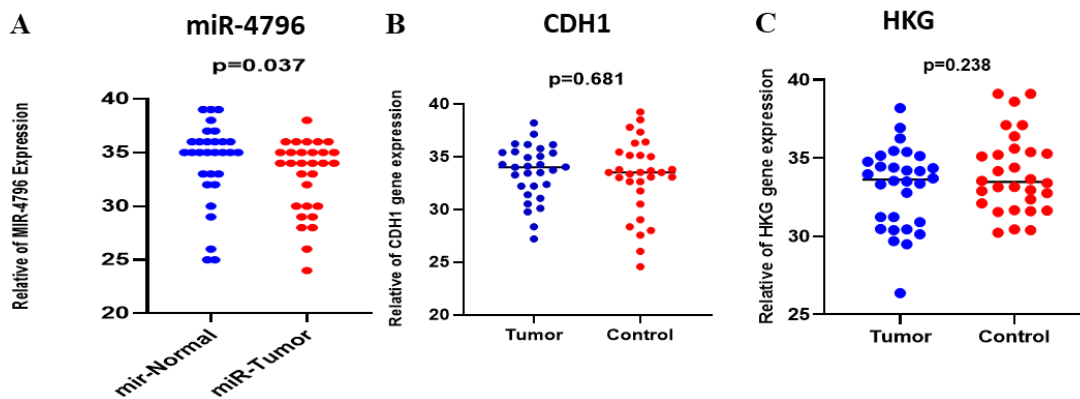 A
miR-4796
p=0.037
Relative of MIR-4796 Expression
40
35
30
25
20
mir-Normal
miR-Tumor
B
CDH1
p=0.681
Relative of CDH1 gene expression
40
35
30
25
20
Tumor
Control
C
HKG
p=0.238
Relative of HKG gene expression
40
35
30
25
Tumor
Control